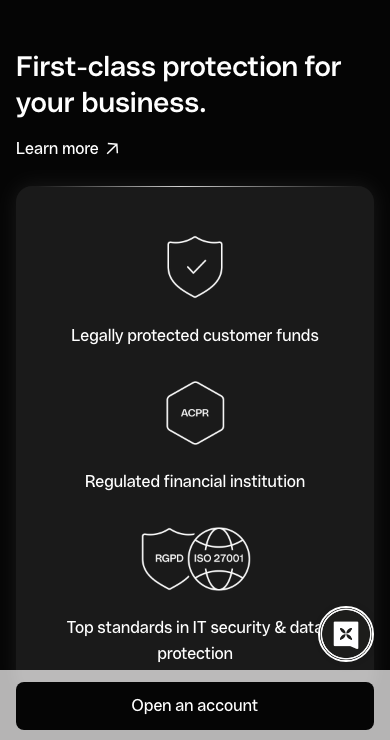 First-class protection for
your business.
Learn more
Legally protected customer funds
ACPR
Regulated financial institution
RGPD ISO 27001
Top standards in IT security & data
protection
Open an account